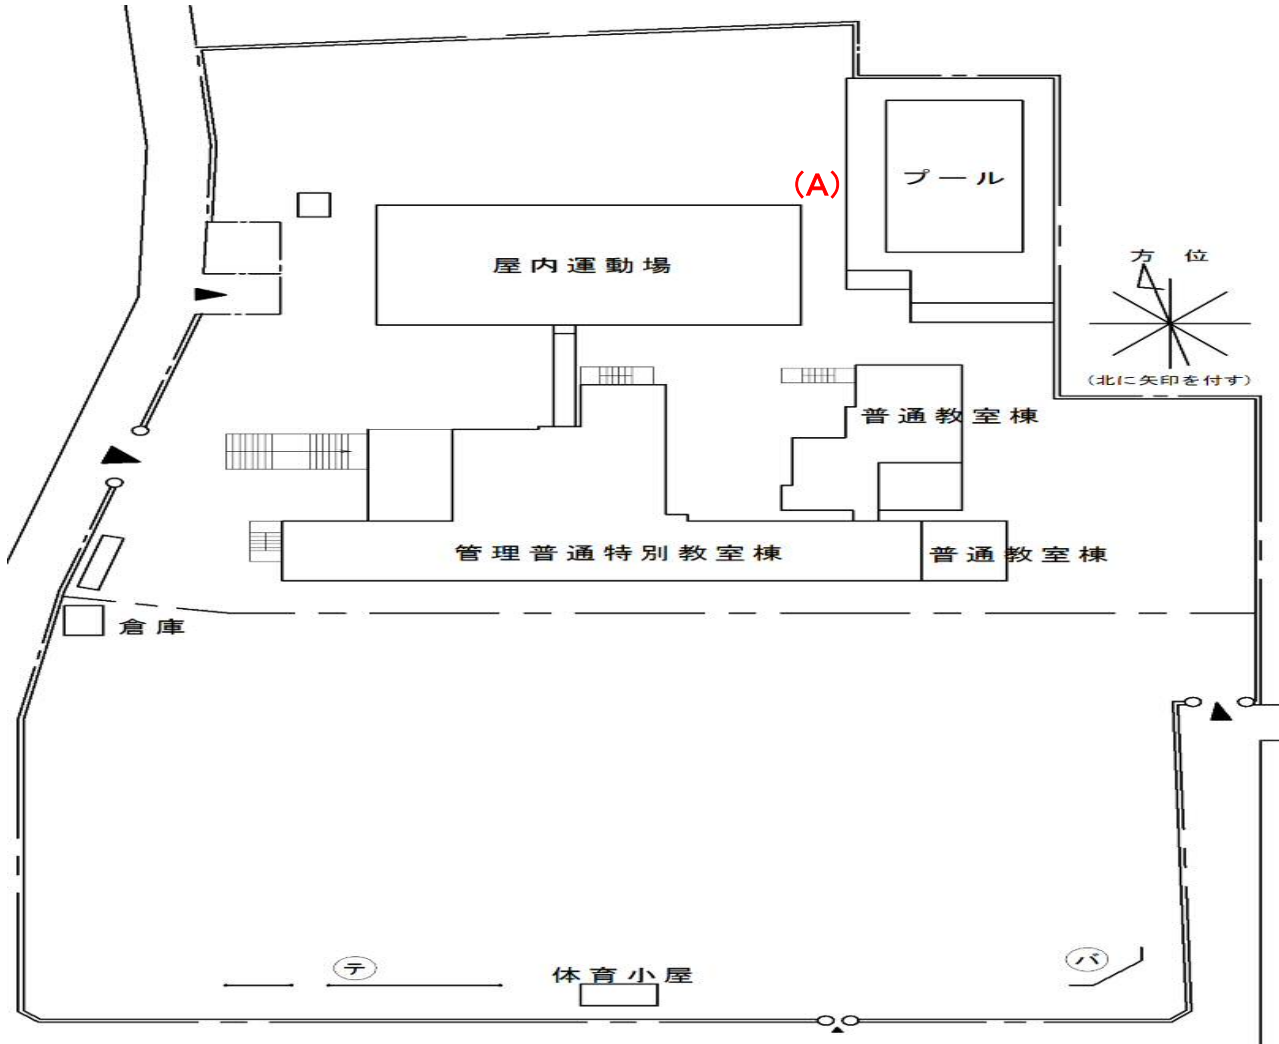 プール
(A)
屋内運動場
方位
(北に矢印を付す)
普通教室棟
管理普通特別教室棟
普通教室棟
倉庫
テ
バ
体育小屋